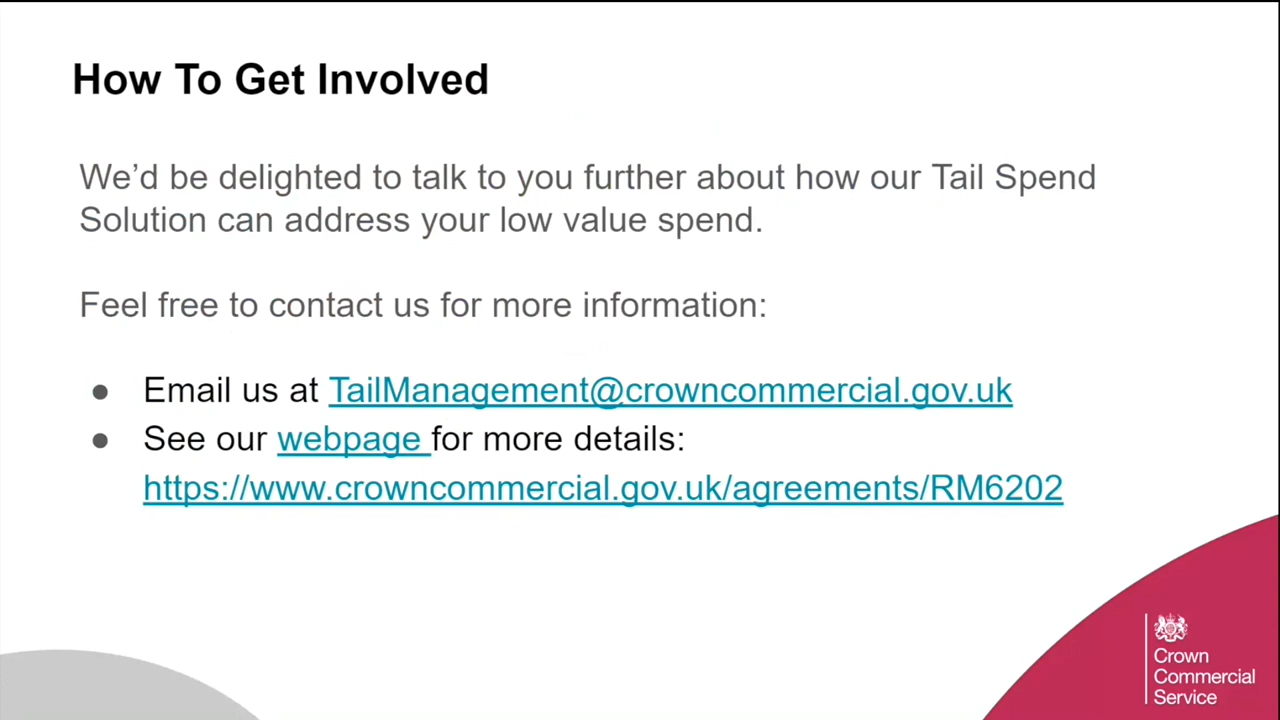 How To Get Involved
We’d be delighted to talk to you further about how our Tail Spend
Solution can address your low value spend.
Feel free to contact us for more information:
● Email us at TailManagement@crowncommercial.gov.uk
● See our webpage for more details:
https://www.crowncommercial.gov.uk/agreements/RM6202
Crown
Commercial
Service